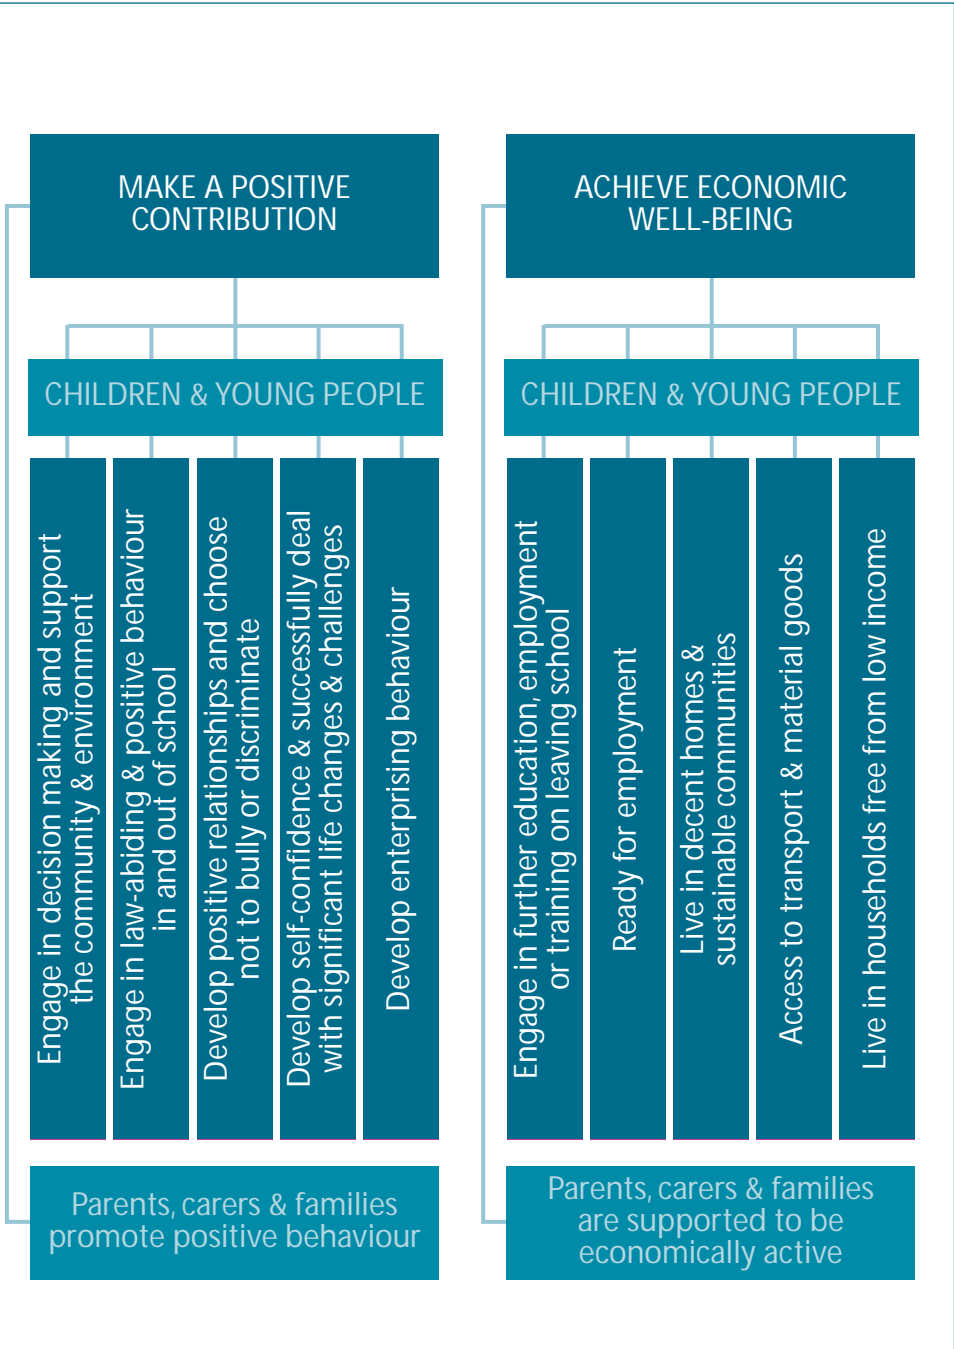 MAKE A POSITIVE
CONTRIBUTION
CHILDREN & YOUNG PEOPLE
Engage in decision making and support
the community & environment
Engage in law-abiding & positive behaviour
in and out of school
Develop positive relationships and choose
not to bully or discriminate
Develop self-confidence & successfully deal
with significant life changes & challenges
Develop enterprising behaviour
Parents, carers & families
promote positive behaviour
ACHIEVE ECONOMIC
WELL-BEING
CHILDREN & YOUNG PEOPLE
Engage in further education, employment
or training on leaving school
Ready for employment
Live in decent homes &
sustainable communities
Access to transport & material goods
Live in households free from low income
Parents, carers & families
are supported to be
economically active